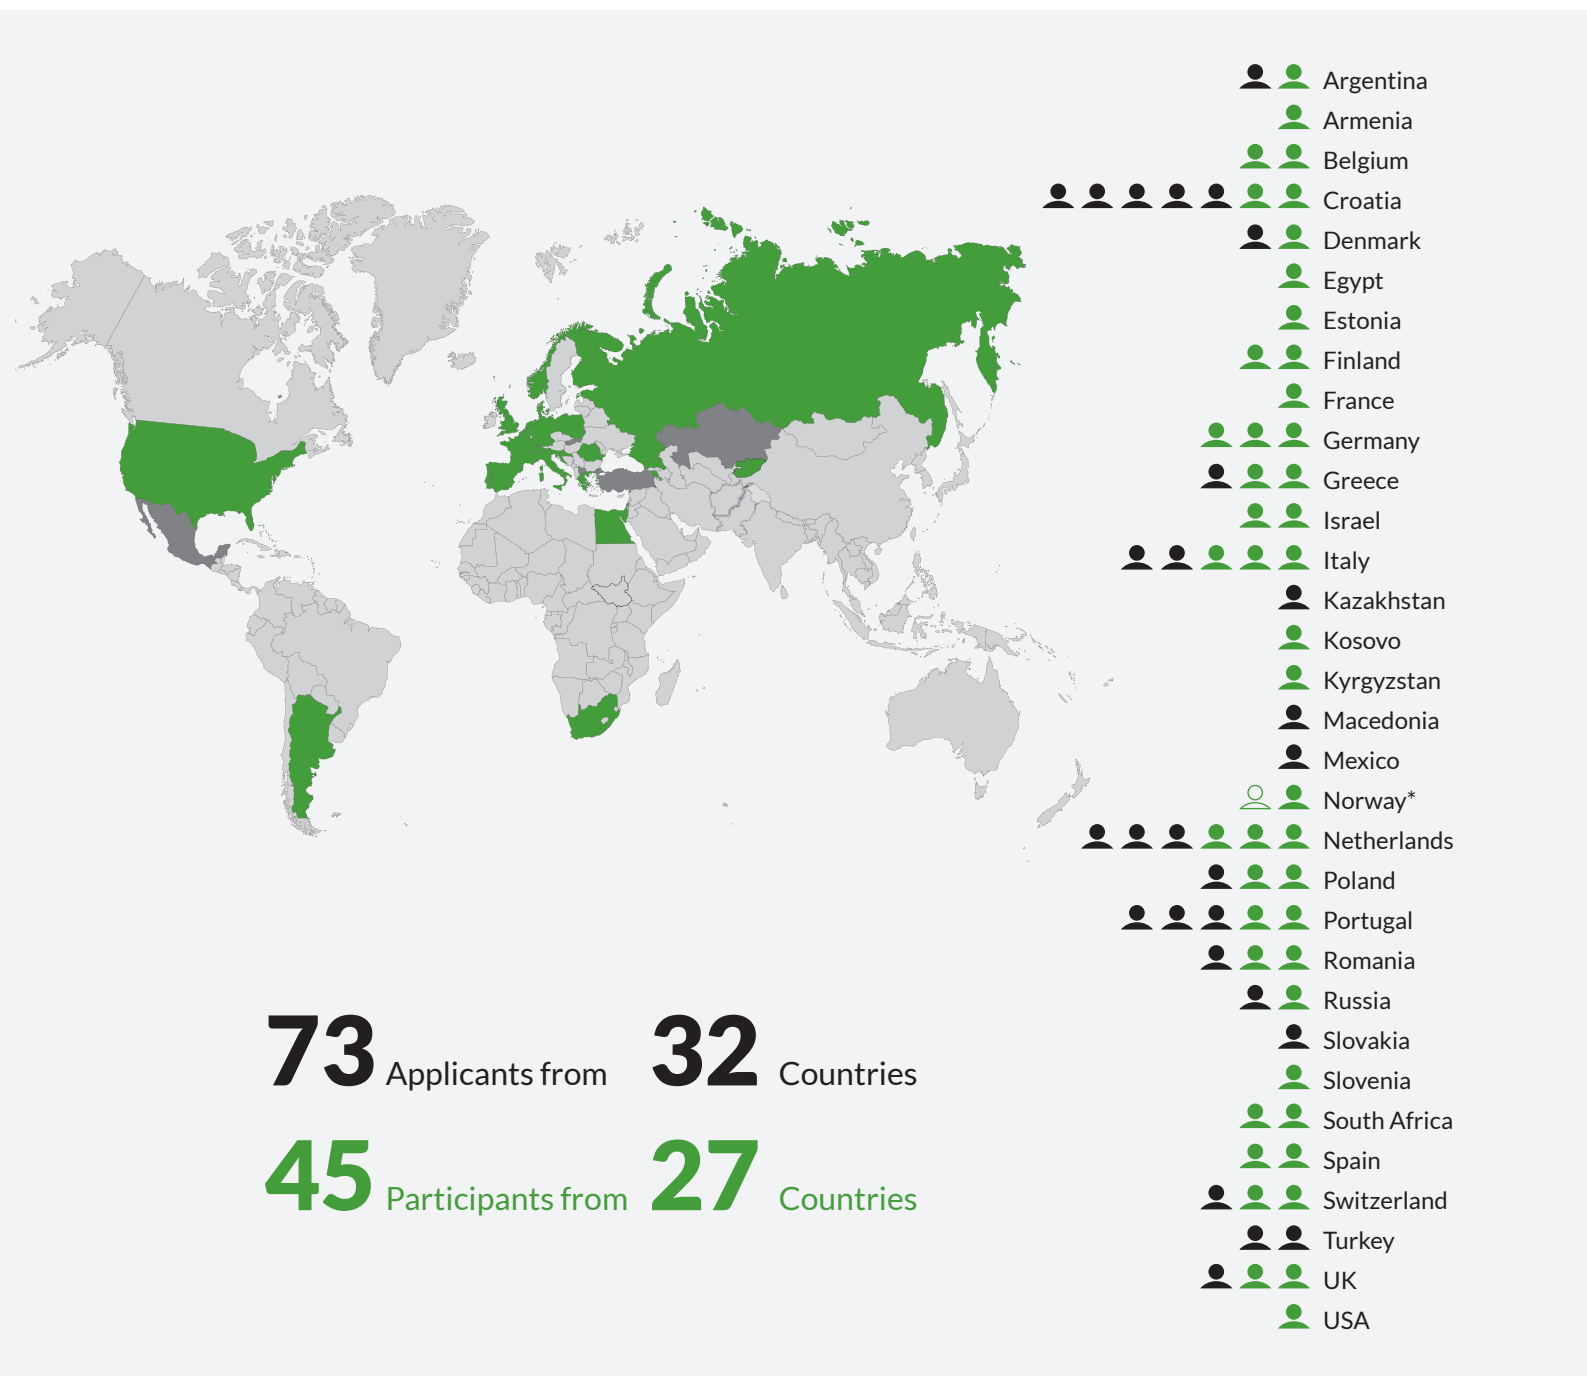 Argentina
Armenia
Belgium
Croatia
Denmark
Egypt
Estonia
Finland
France
Germany
Greece
Israel
Italy
Kazakhstan
Kosovo
Kyrgyzstan
Macedonia
Mexico
Norway*
Netherlands
Poland
Portugal
Romania
Russia
Slovakia
Slovenia
South Africa
Spain
Switzerland
Turkey
UK
USA
73 Applicants from 32 Countries
45 Participants from 27 Countries